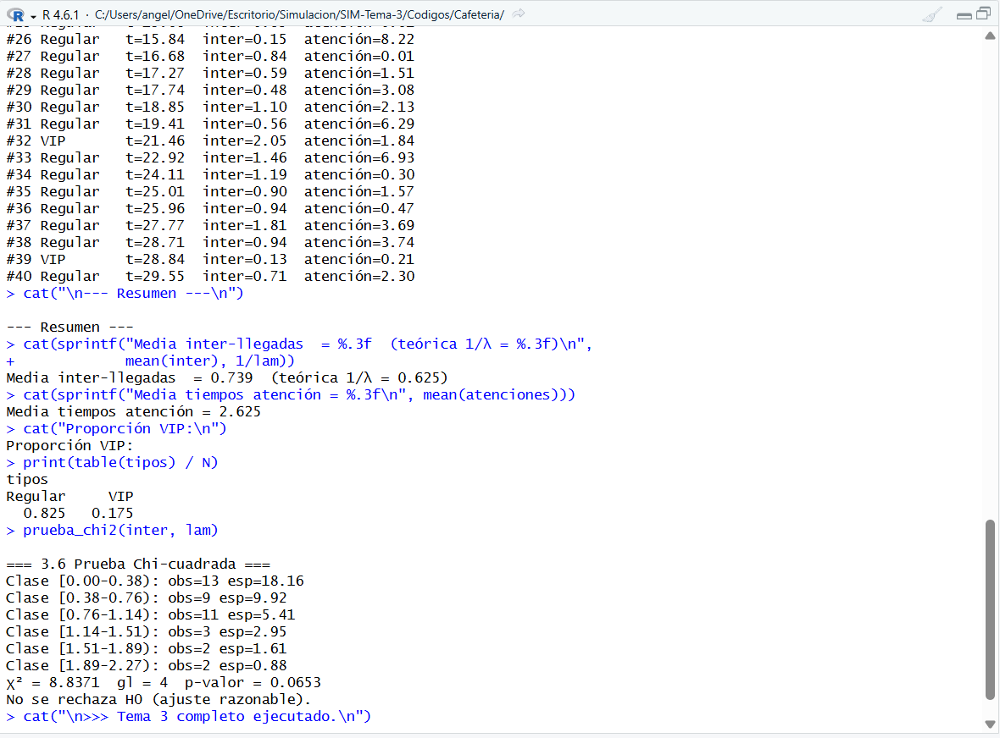 R 4.6.1 · C:/Users/angel/OneDrive/Escritorio/Simulacion/SIM-Tema-3/Codigos/Cafeteria/
#26 Regular   t=15.84  inter=0.15  atención=8.22
#27 Regular   t=16.68  inter=0.84  atención=0.01
#28 Regular   t=17.27  inter=0.59  atención=1.51
#29 Regular   t=17.74  inter=0.48  atención=3.08
#30 Regular   t=18.85  inter=1.10  atención=2.13
#31 Regular   t=19.41  inter=0.56  atención=6.29
#32 VIP       t=21.46  inter=2.05  atención=1.84
#33 Regular   t=22.92  inter=1.46  atención=6.93
#34 Regular   t=24.11  inter=1.19  atención=0.30
#35 Regular   t=25.01  inter=0.90  atención=1.57
#36 Regular   t=25.96  inter=0.94  atención=0.47
#37 Regular   t=27.77  inter=1.81  atención=3.69
#38 Regular   t=28.71  inter=0.94  atención=3.74
#39 VIP       t=28.84  inter=0.13  atención=0.21
#40 Regular   t=29.55  inter=0.71  atención=2.30
> cat("\n--- Resumen ---\n")

--- Resumen ---
> cat(sprintf("Media inter-llegadas  = %.3f  (teórica 1/λ = %.3f)\n",
+             mean(inter), 1/lam))
Media inter-llegadas  = 0.739  (teórica 1/λ = 0.625)
> cat(sprintf("Media tiempos atención = %.3f\n", mean(atenciones)))
Media tiempos atención = 2.625
> cat("Proporción VIP:\n")
Proporción VIP:
> print(table(tipos) / N)
tipos
Regular     VIP
  0.825   0.175
> prueba_chi2(inter, lam)

=== 3.6 Prueba Chi-cuadrada ===
Clase [0.00-0.38): obs=13 esp=18.16
Clase [0.38-0.76): obs=9 esp=9.92
Clase [0.76-1.14): obs=11 esp=5.41
Clase [1.14-1.51): obs=3 esp=2.95
Clase [1.51-1.89): obs=2 esp=1.61
Clase [1.89-2.27): obs=2 esp=0.88
χ² = 8.8371  gl = 4  p-valor = 0.0653
No se rechaza H0 (ajuste razonable).
> cat("\n>>> Tema 3 completo ejecutado.\n")